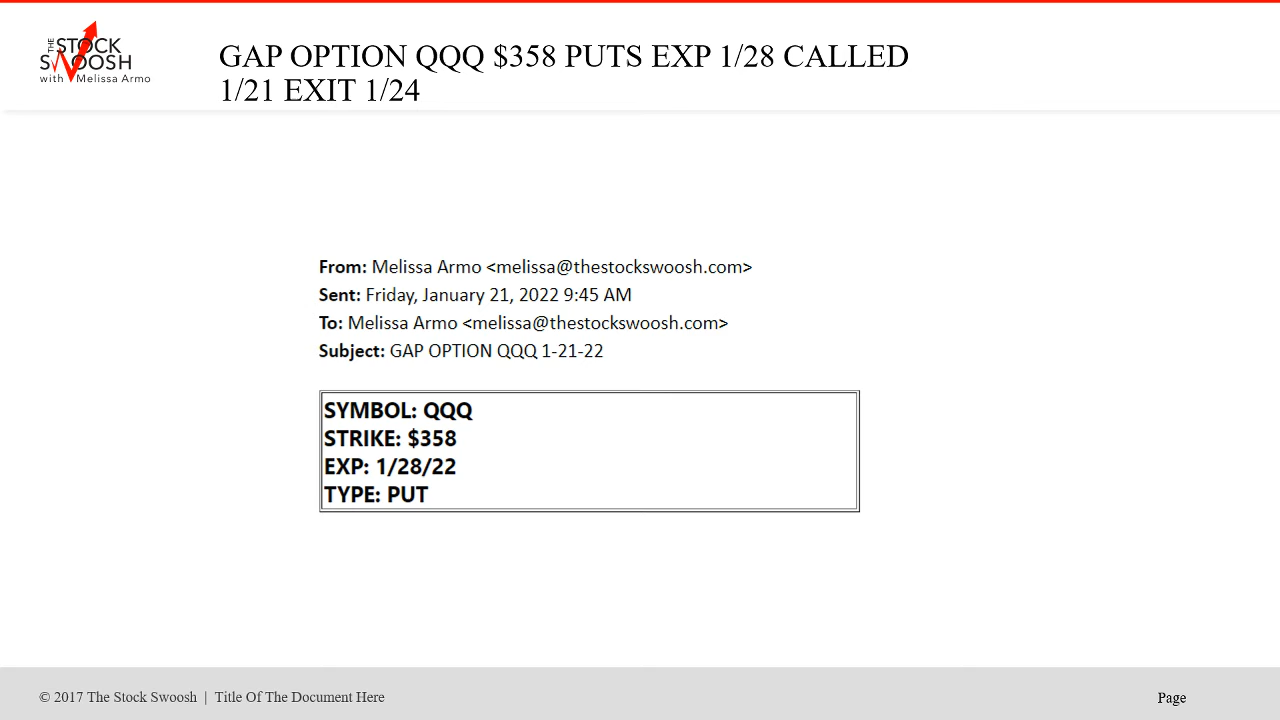 THE STOCK
SWOOSH
with Melissa Armo
GAP OPTION QQQ $358 PUTS EXP 1/28 CALLED
1/21 EXIT 1/24
From: Melissa Armo <melissa@thestockswoosh.com>
Sent: Friday, January 21, 2022 9:45 AM
To: Melissa Armo <melissa@thestockswoosh.com>
Subject: GAP OPTION QQQ 1-21-22
SYMBOL: QQQ
STRIKE: $358
EXP: 1/28/22
TYPE: PUT
© 2017 The Stock Swoosh | Title Of The Document Here
Page